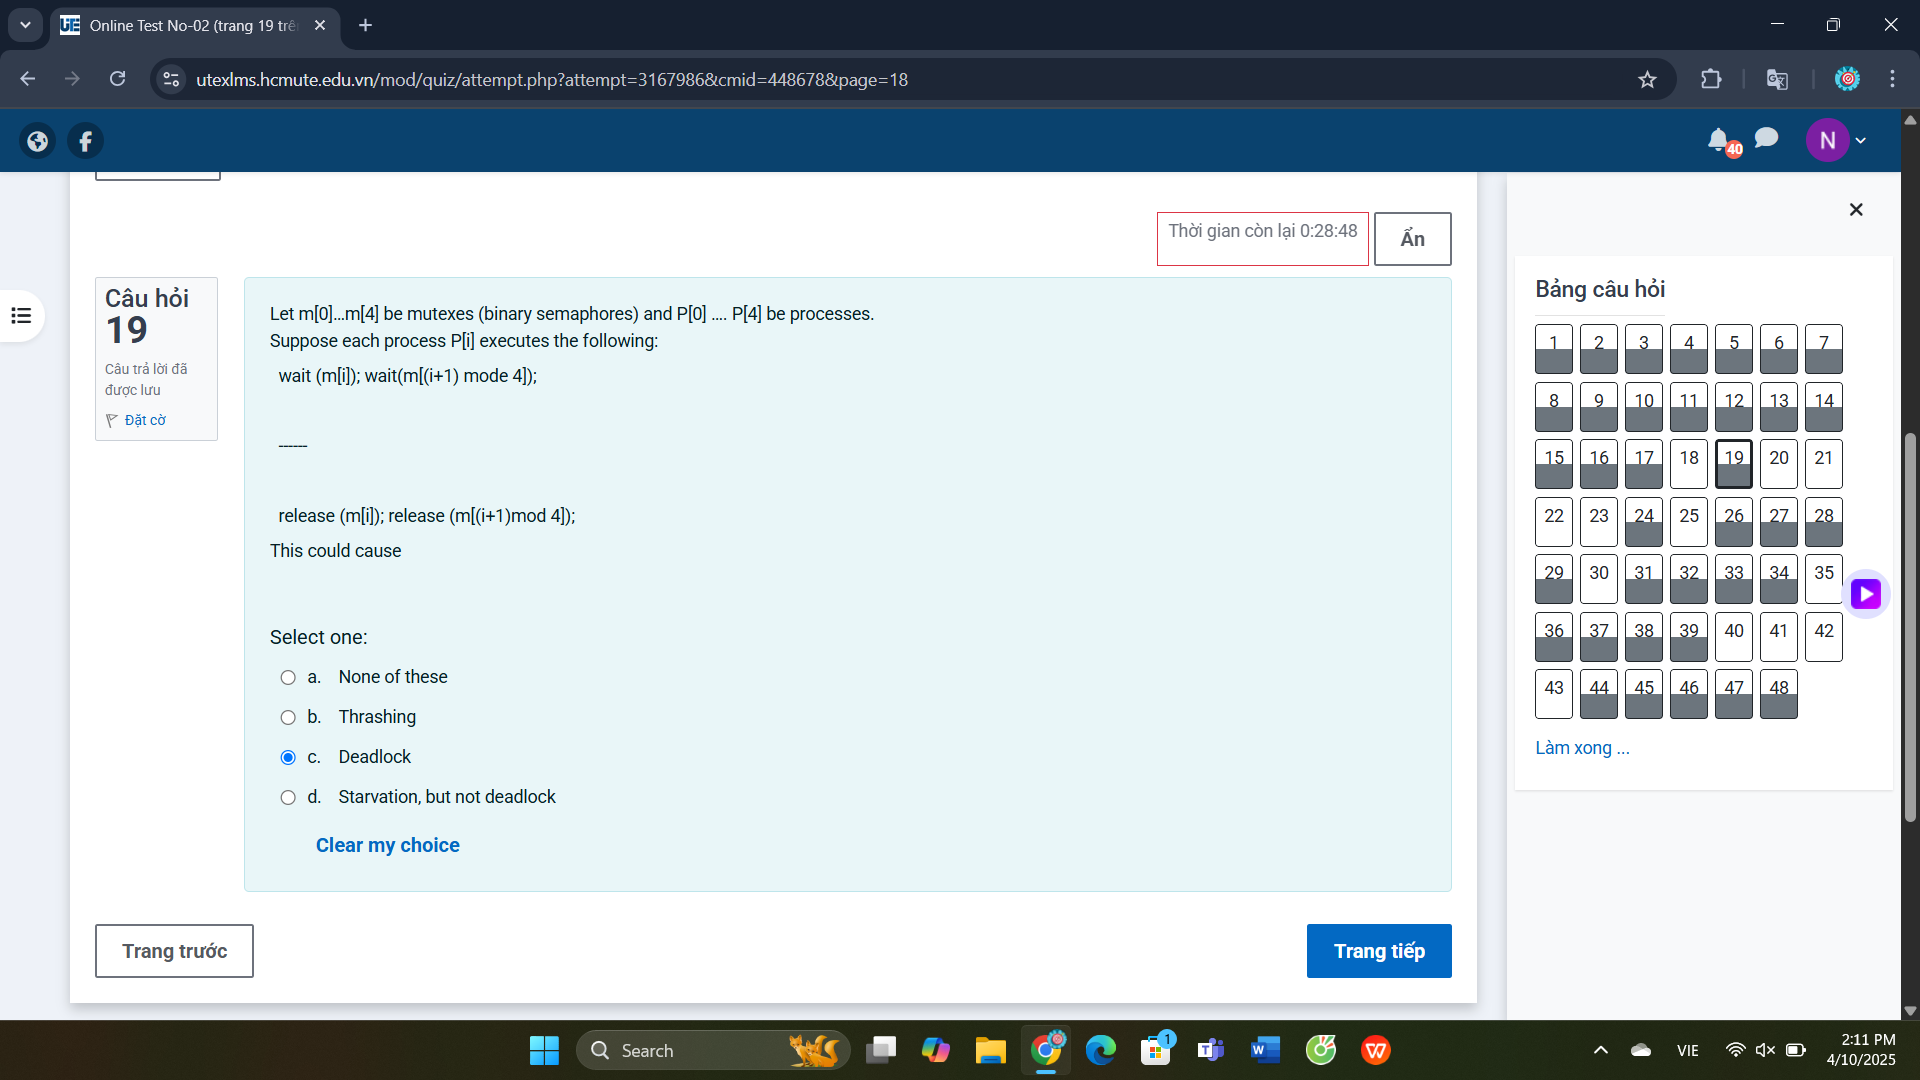 Online Test No-02 (trang 19 trê
utexlms.hcmute.edu.vn/mod/quiz/attempt.php?attempt=3167986&cmid=448678&page=18
40
N
Thời gian còn lại 0:28:48
Ẩn
Câu hỏi
19
Câu trả lời đã
được lưu
Đặt cờ
Let m[0]...m[4] be mutexes (binary semaphores) and P[0] .... P[4] be processes.
Suppose each process P[i] executes the following:
wait (m[i]); wait(m[(i+1) mode 4]);
------
release (m[i]); release (m[(i+1)mod 4]);
This could cause
Select one:
a. None of these
b. Thrashing
c. Deadlock
d. Starvation, but not deadlock
Clear my choice
Trang trước
Trang tiếp
Bảng câu hỏi
1 2 3 4 5 6 7
8 9 10 11 12 13 14
15 16 17 18 19 20 21
22 23 24 25 26 27 28
29 30 31 32 33 34 35
36 37 38 39 40 41 42
43 44 45 46 47 48
Làm xong ...
Search
1
VIE
2:11 PM
4/10/2025